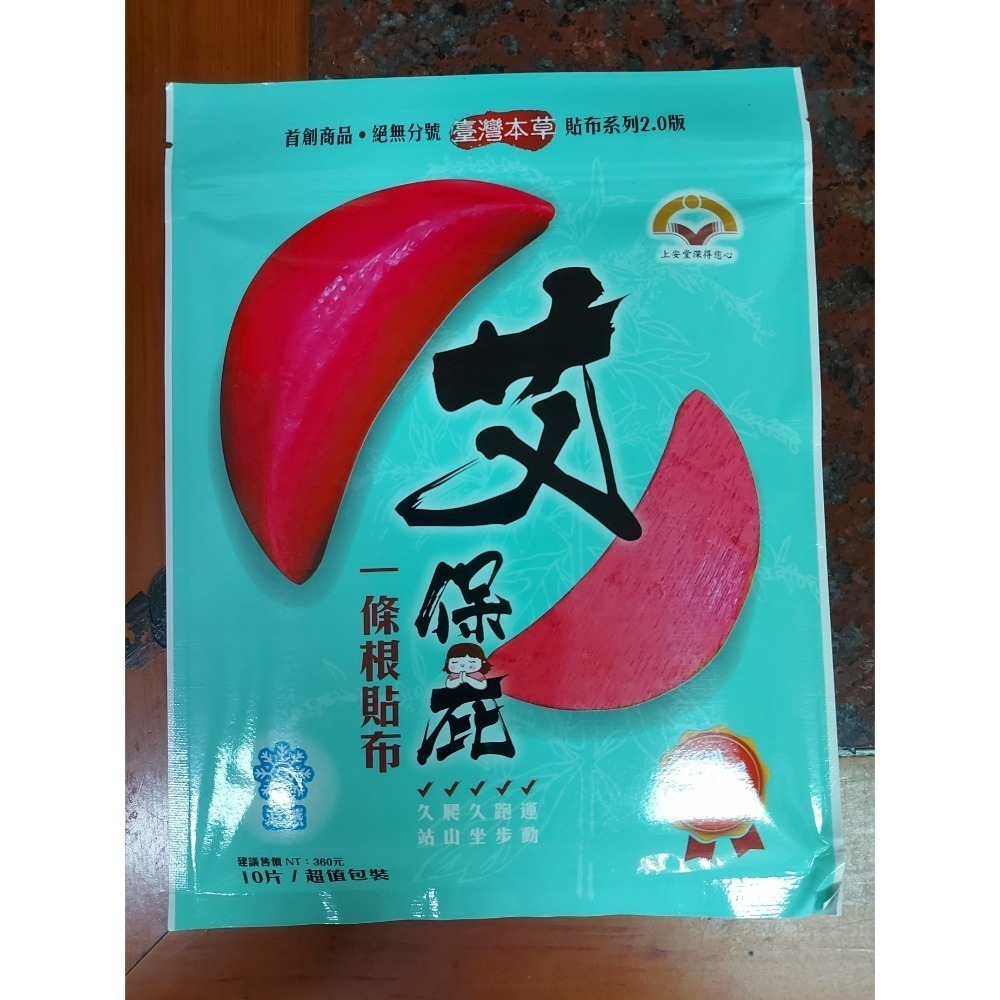 首創商品•絕無分號 臺灣本草 貼布系列2.0版
上安堂深得您心
艾保庇
一條根貼布
✓✓✓✓✓
久爬久跑運
站山坐步動
建議售價 NT：360元
10片 / 超值包裝